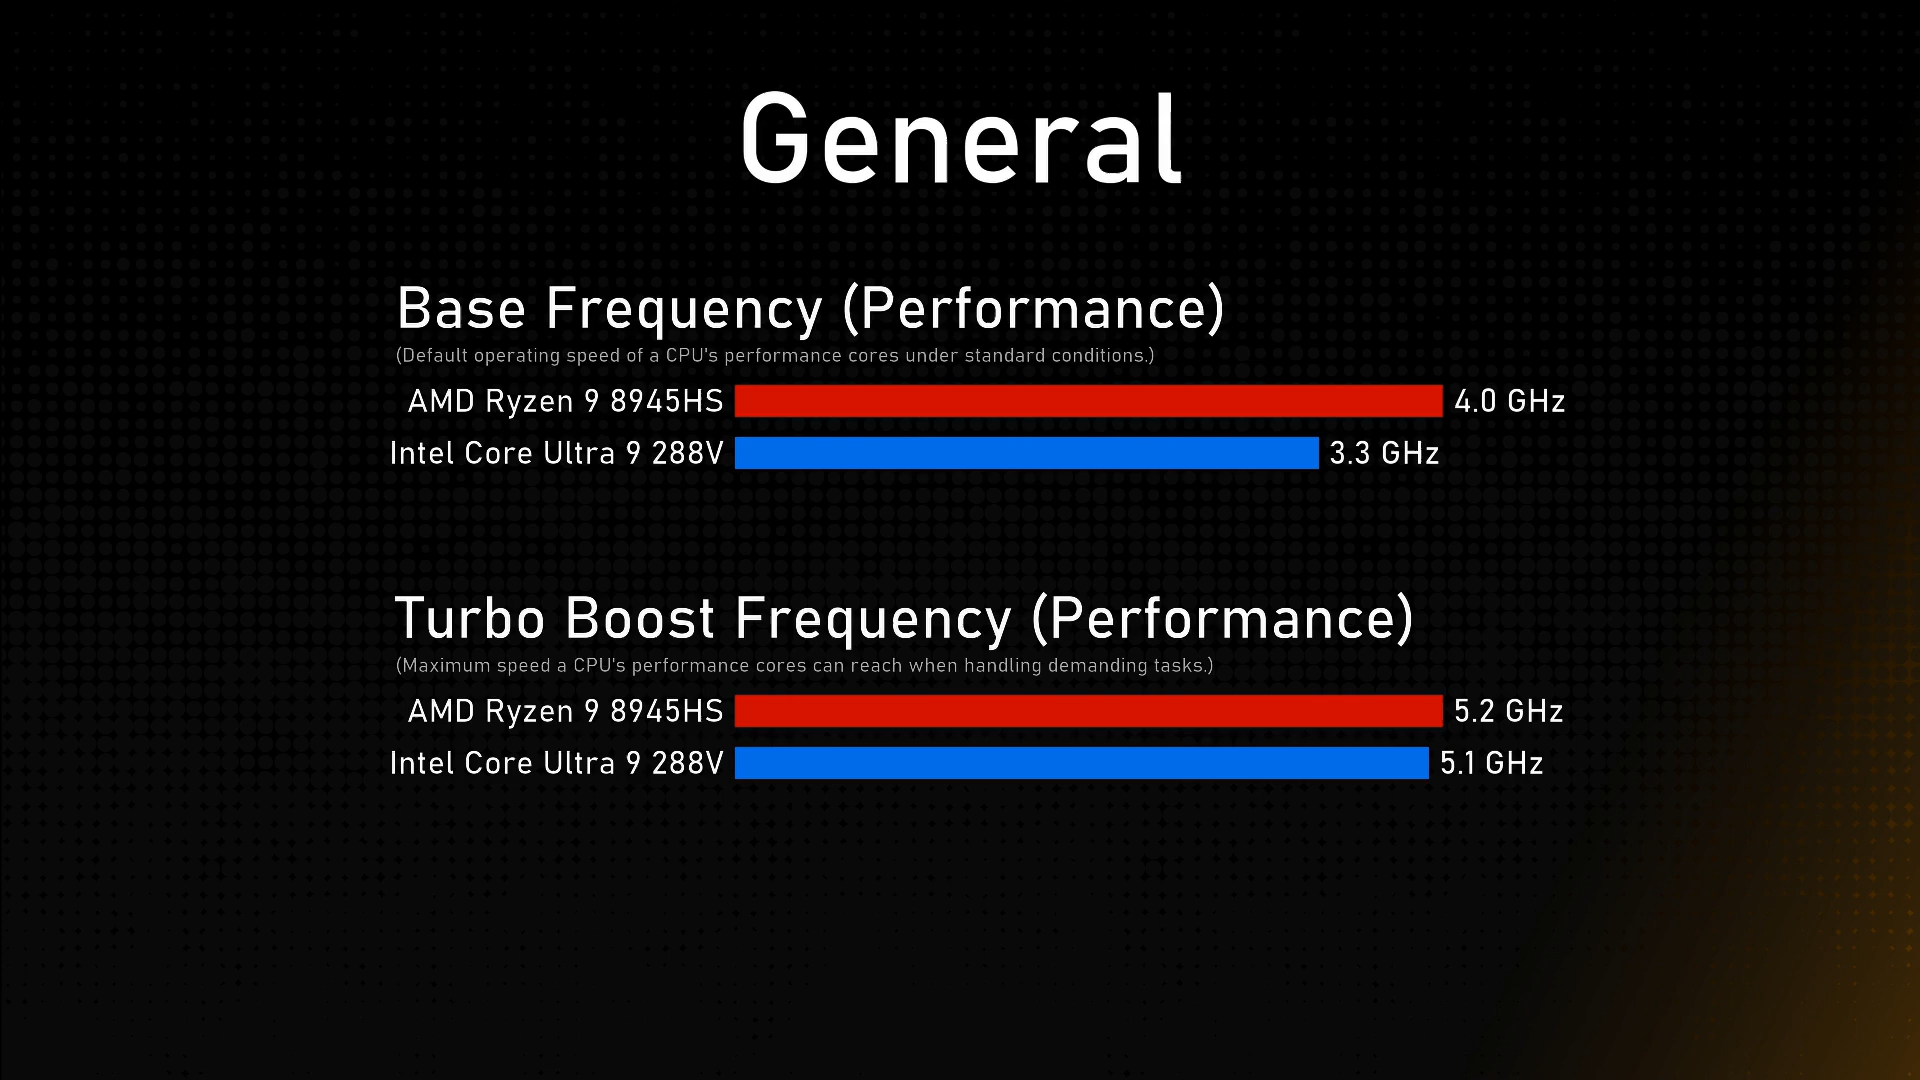 General
Base Frequency (Performance)
(Default operating speed of a CPU's performance cores under standard conditions.)
AMD Ryzen 9 8945HS 4.0 GHz
Intel Core Ultra 9 288V 3.3 GHz
Turbo Boost Frequency (Performance)
(Maximum speed a CPU's performance cores can reach when handling demanding tasks.)
AMD Ryzen 9 8945HS 5.2 GHz
Intel Core Ultra 9 288V 5.1 GHz